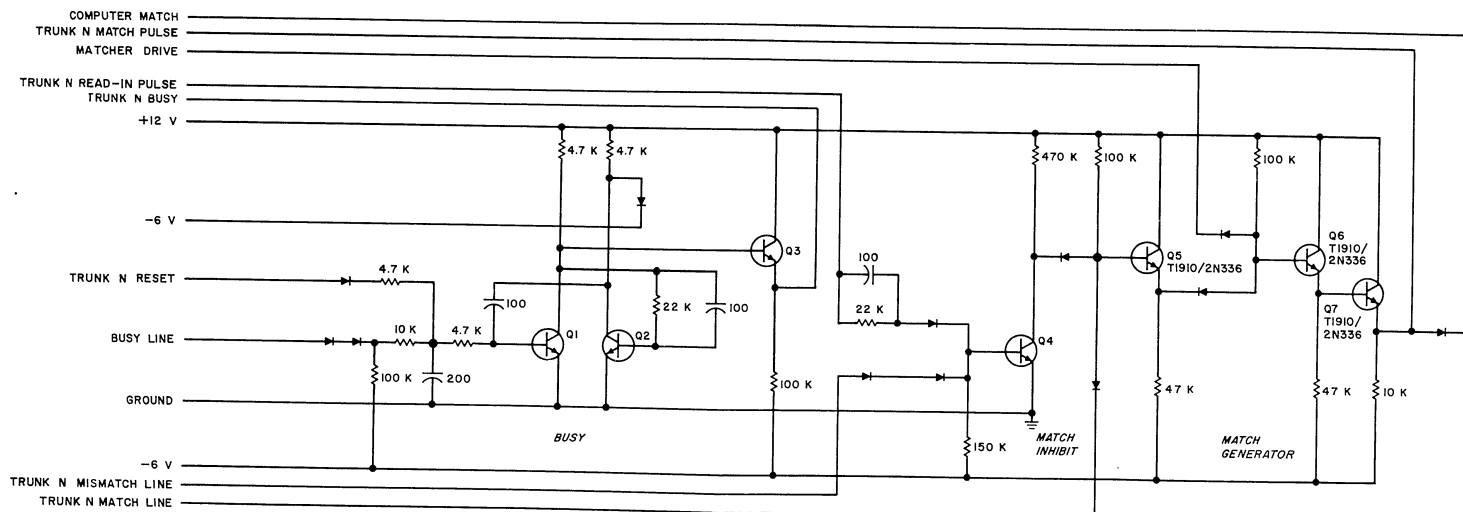 COMPUTER MATCH
TRUNK N MATCH PULSE
MATCHER DRIVE
TRUNK N READ-IN PULSE
TRUNK N BUSY
+12 V
4.7 K
4.7 K
470 K
100 K
100 K
-6 V
Q3
Q5
TI910/2N336
Q6
TI910/
2N336
TRUNK N RESET
4.7 K
100
22 K
100
100
22 K
Q7
TI910/
2N336
BUSY LINE
10 K
4.7 K
Q1
Q2
Q4
100 K
200
100 K
47 K
47 K
10 K
GROUND
BUSY
150 K
MATCH
INHIBIT
MATCH
GENERATOR
-6 V
TRUNK N MISMATCH LINE
TRUNK N MATCH LINE